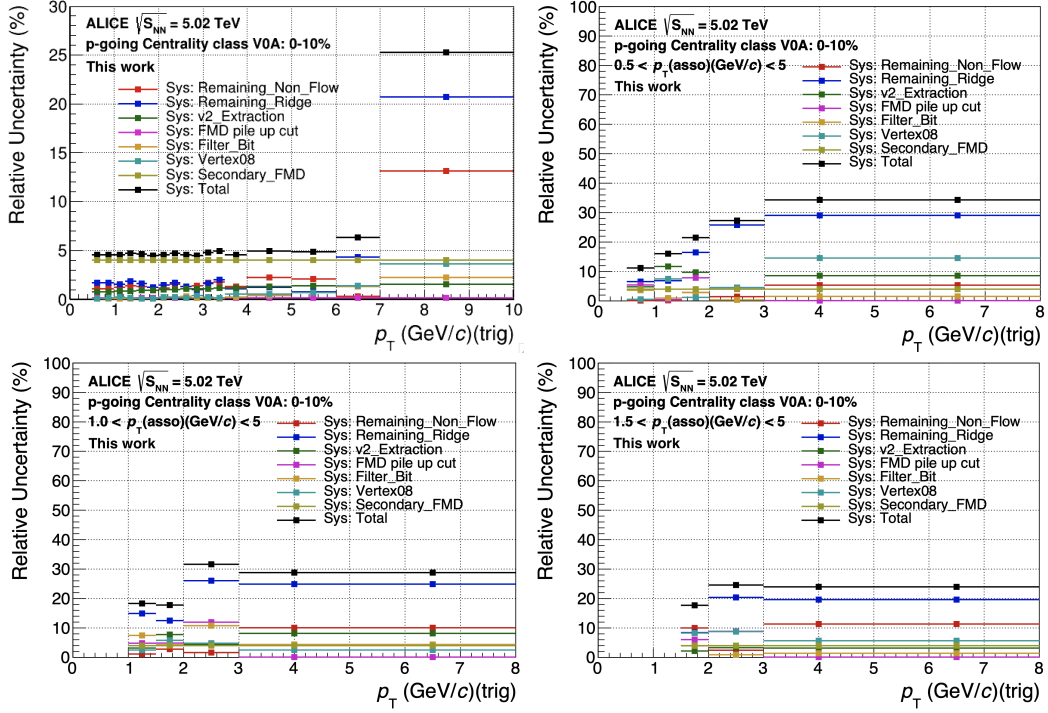 30
25
20
15
10
5
0
Relative Uncertainty (%)
ALICE √S_NN = 5.02 TeV
p-going Centrality class V0A: 0-10%
This work
Sys: Remaining_Non_Flow
Sys: Remaining_Ridge
Sys: v2_Extraction
Sys: FMD pile up cut
Sys: Filter_Bit
Sys: Vertex08
Sys: Secondary_FMD
Sys: Total
0 1 2 3 4 5 6 7 8 9 10
p_T (GeV/c)(trig)
100
90
80
70
60
50
40
30
20
10
0
Relative Uncertainty (%)
ALICE √S_NN = 5.02 TeV
p-going Centrality class V0A: 0-10%
0.5 < p_T(asso)(GeV/c) < 5
This work
Sys: Remaining_Non_Flow
Sys: Remaining_Ridge
Sys: v2_Extraction
Sys: FMD pile up cut
Sys: Filter_Bit
Sys: Vertex08
Sys: Secondary_FMD
Sys: Total
0 1 2 3 4 5 6 7 8
p_T (GeV/c)(trig)
100
90
80
70
60
50
40
30
20
10
0
Relative Uncertainty (%)
ALICE √S_NN = 5.02 TeV
p-going Centrality class V0A: 0-10%
1.0 < p_T(asso)(GeV/c) < 5
This work
Sys: Remaining_Non_Flow
Sys: Remaining_Ridge
Sys: v2_Extraction
Sys: FMD pile up cut
Sys: Filter_Bit
Sys: Vertex08
Sys: Secondary_FMD
Sys: Total
0 1 2 3 4 5 6 7 8
p_T (GeV/c)(trig)
100
90
80
70
60
50
40
30
20
10
0
Relative Uncertainty (%)
ALICE √S_NN = 5.02 TeV
p-going Centrality class V0A: 0-10%
1.5 < p_T(asso)(GeV/c) < 5
This work
Sys: Remaining_Non_Flow
Sys: Remaining_Ridge
Sys: v2_Extraction
Sys: FMD pile up cut
Sys: Filter_Bit
Sys: Vertex08
Sys: Secondary_FMD
Sys: Total
0 1 2 3 4 5 6 7 8
p_T (GeV/c)(trig)